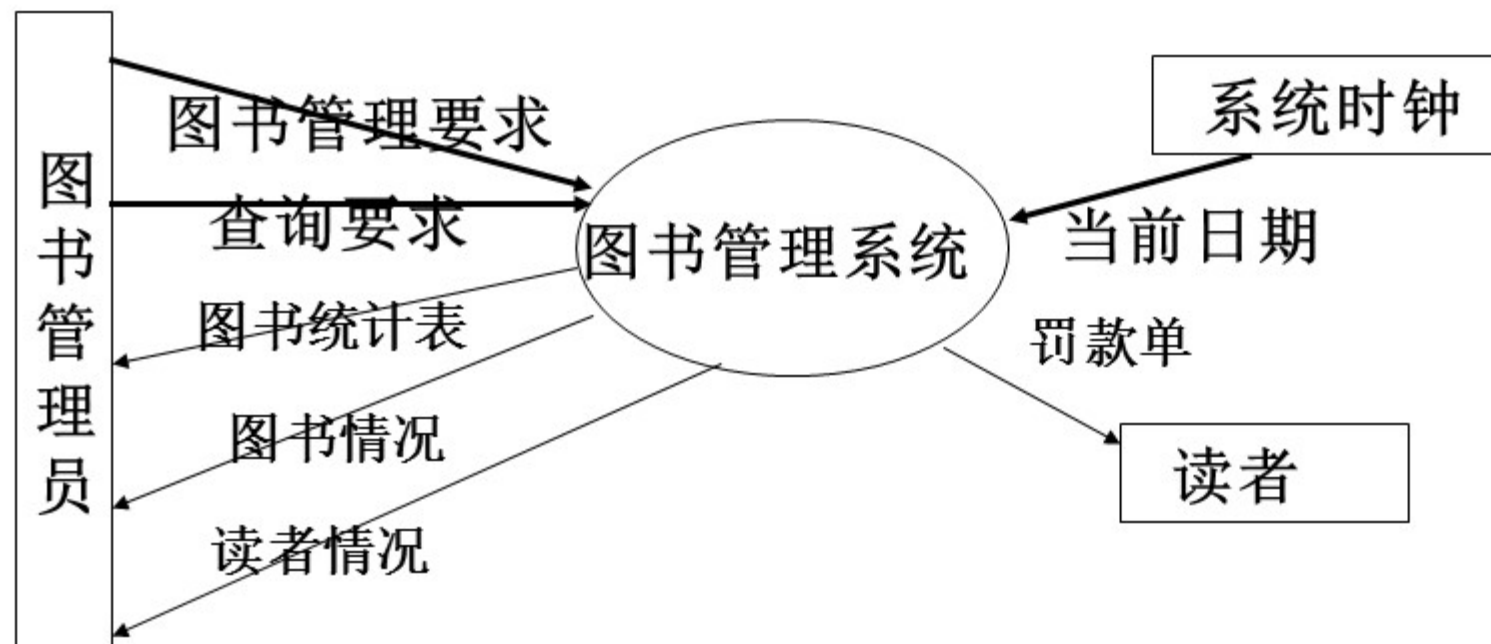 图书管理员
图书管理要求
查询要求
图书统计表
图书情况
读者情况
图书管理系统
系统时钟
当前日期
罚款单
读者